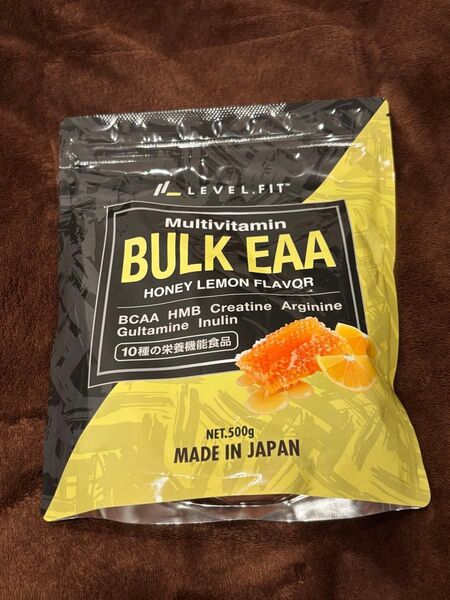 LEVEL.FIT™
Multivitamin
BULK EAA
HONEY LEMON FLAVOR
BCAA HMB Creatine Arginine
Gultamine Inulin
10種の栄養機能食品
NET.500g
MADE IN JAPAN